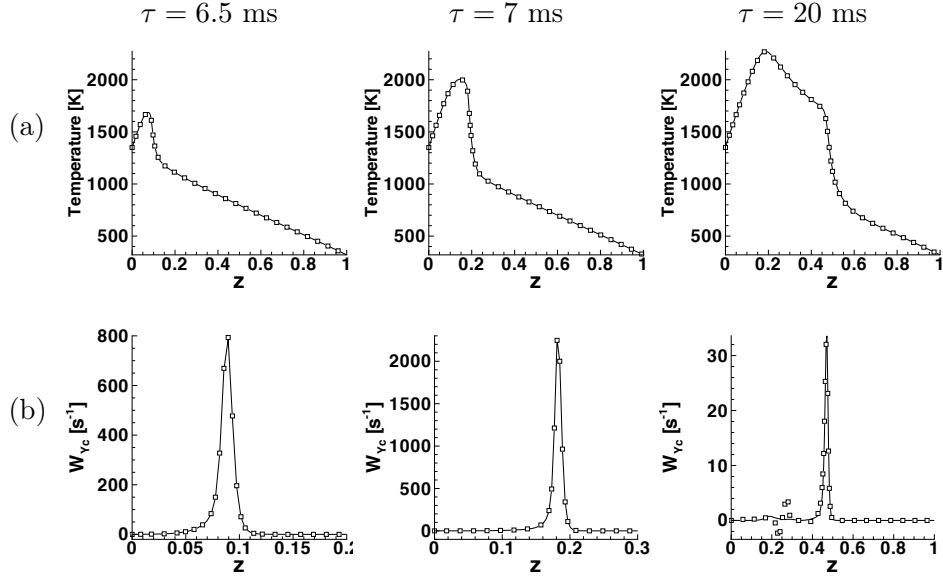 τ = 6.5 ms τ = 7 ms τ = 20 ms
(a)
Temperature [K]
2000
1500
1000
500
0 0.2 0.4 0.6 0.8 1
z
Temperature [K]
2000
1500
1000
500
0 0.2 0.4 0.6 0.8 1
z
Temperature [K]
2000
1500
1000
500
0 0.2 0.4 0.6 0.8 1
z
(b)
W_Yc [s⁻¹]
800
600
400
200
0
0 0.05 0.1 0.15 0.2
z
W_Yc [s⁻¹]
2000
1500
1000
500
0
0 0.1 0.2 0.3
z
W_Yc [s⁻¹]
30
20
10
0
0 0.2 0.4 0.6 0.8 1
z